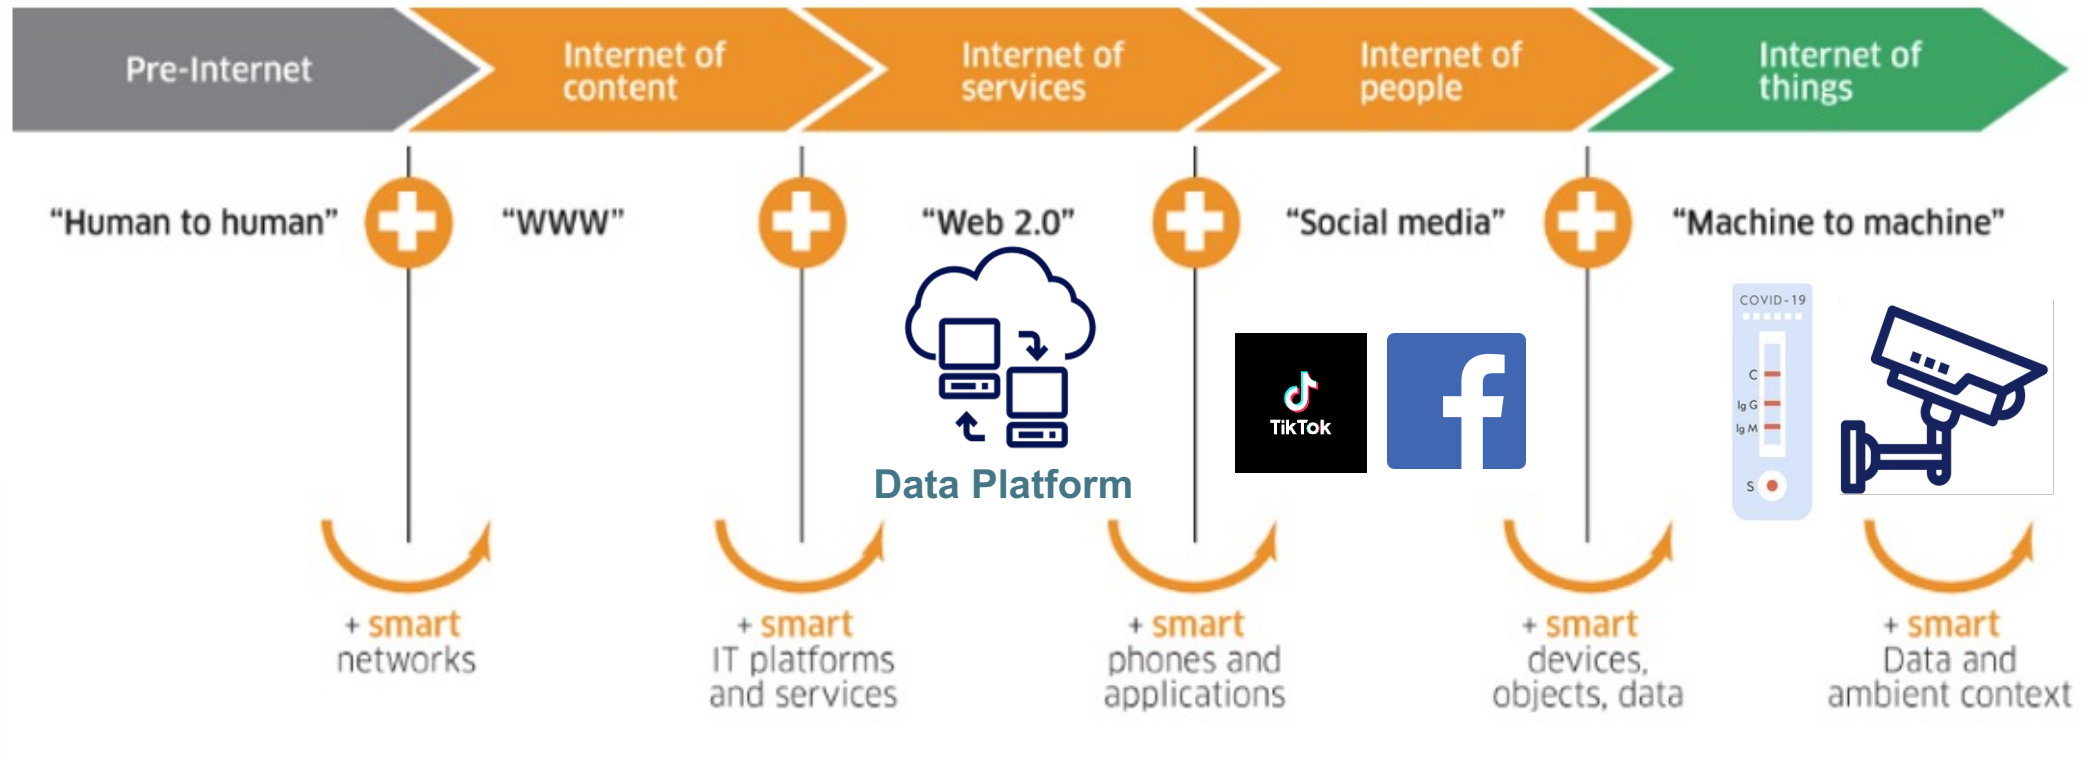 Pre-Internet
Internet of
content
Internet of
services
Internet of
people
Internet of
things
“Human to human”
“WWW”
“Web 2.0”
“Social media”
“Machine to machine”
Data Platform
TikTok
COVID-19
C
Ig G
Ig M
S
+ smart
networks
+ smart
IT platforms
and services
+ smart
phones and
applications
+ smart
devices,
objects, data
+ smart
Data and
ambient context